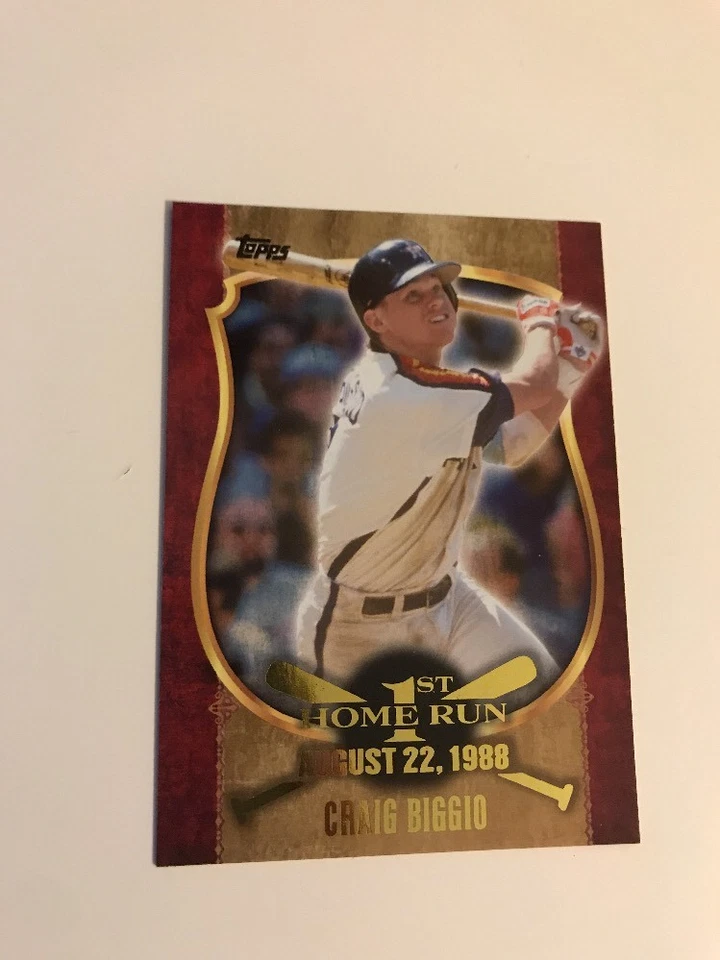 Topps
1ST
HOME RUN
AUGUST 22, 1988
CRAIG BIGGIO